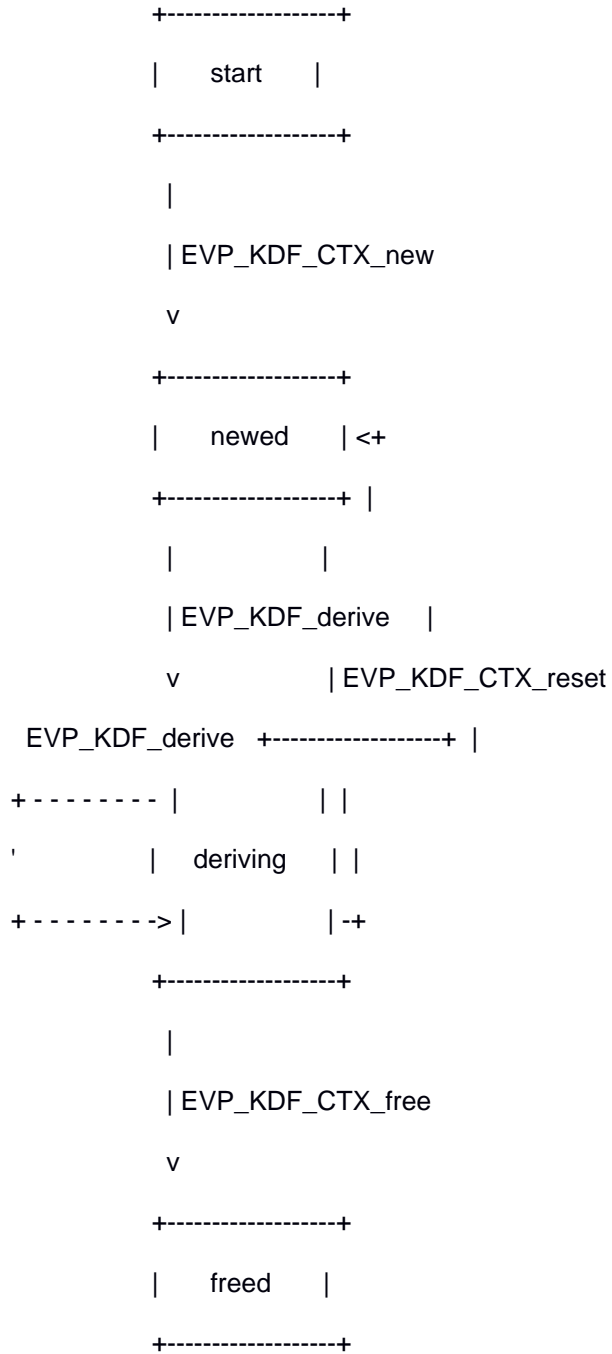 +-------------------+
| start |
+-------------------+
|
| EVP_KDF_CTX_new
v
+-------------------+
| newed | <+
+-------------------+ |
| |
| EVP_KDF_derive |
v | EVP_KDF_CTX_reset
EVP_KDF_derive +-------------------+ |
+ - - - - - - - - | | |
' | deriving | |
+ - - - - - - - -> | | -+
+-------------------+
|
| EVP_KDF_CTX_free
v
+-------------------+
| freed |
+-------------------+